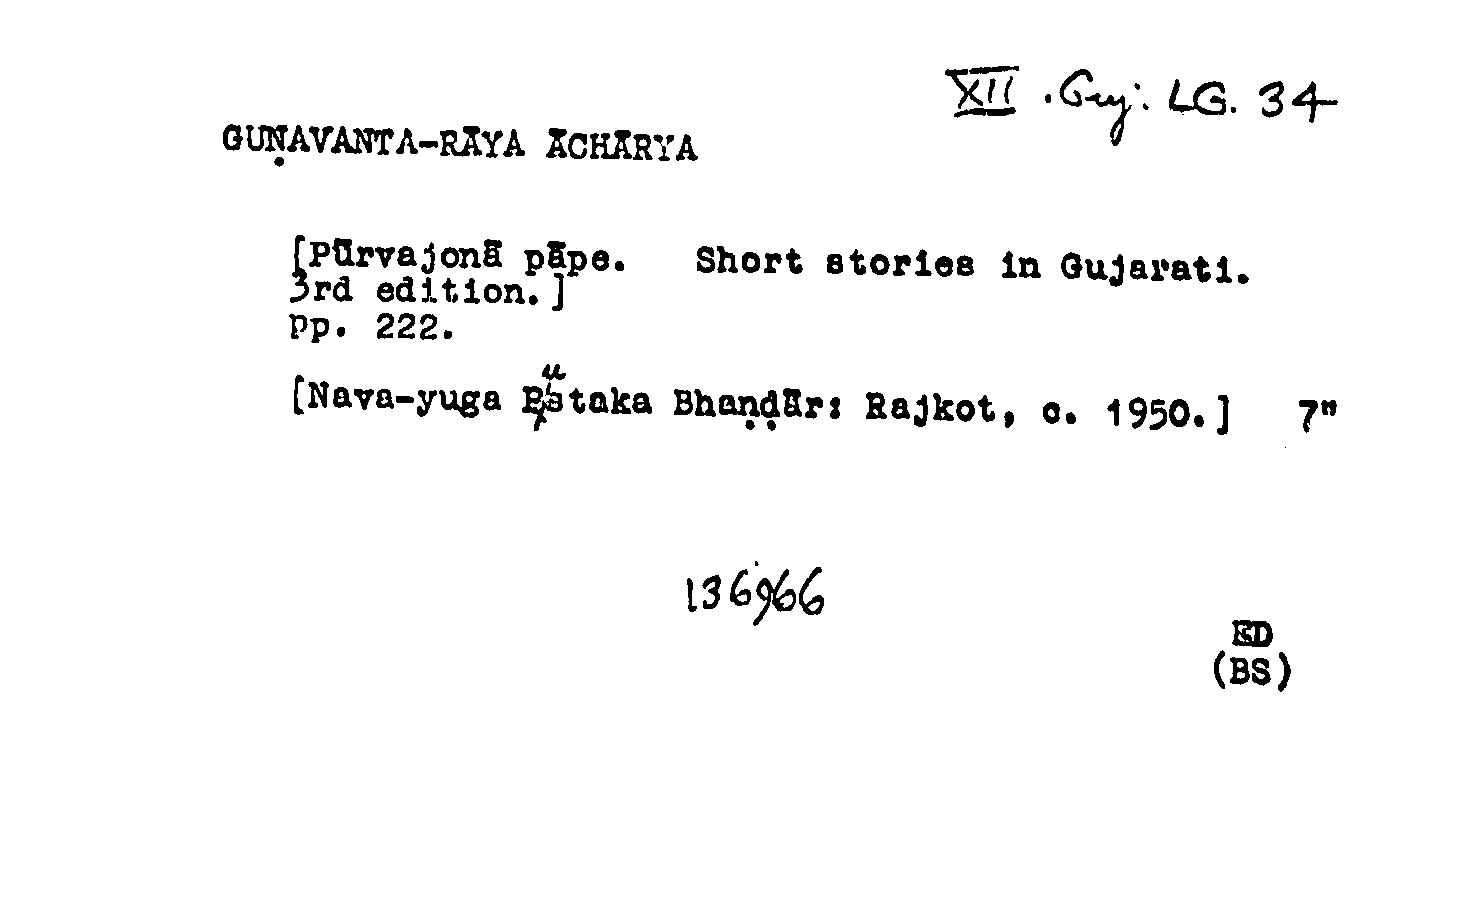 XII . Guj: LG. 34
GUṆAVANTA-RĀYA ĀCHĀRYA
[Pūrvajonā pāpe. Short stories in Gujarati.
3rd edition.]
pp. 222.
[Nava-yuga Pustaka Bhaṇḍār: Rajkot, c. 1950.] 7"
136966
ED
(BS)